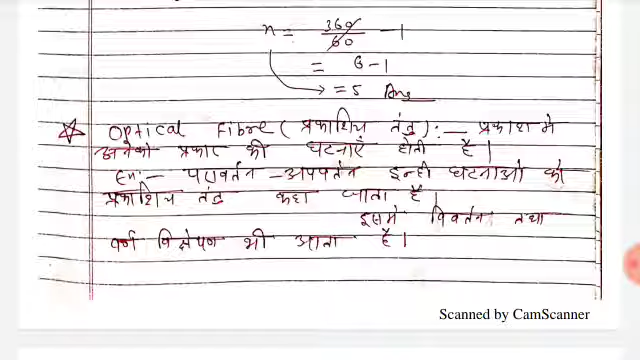 n = 360/60 - 1
= 6 - 1
→ = 5 Ans
☆ Optical Fibre (प्रकाशिय तंतु) :— प्रकाश मे
अनेको प्रकार की घटनाएँ होती है।
En:— परावर्तन - अपवर्तन इन्ही घटनाओ को
प्रकाशिय तंतु कहा जाता है।
इसमे विवर्तन तथा
वर्ण विक्षेपण भी आता है।
Scanned by CamScanner